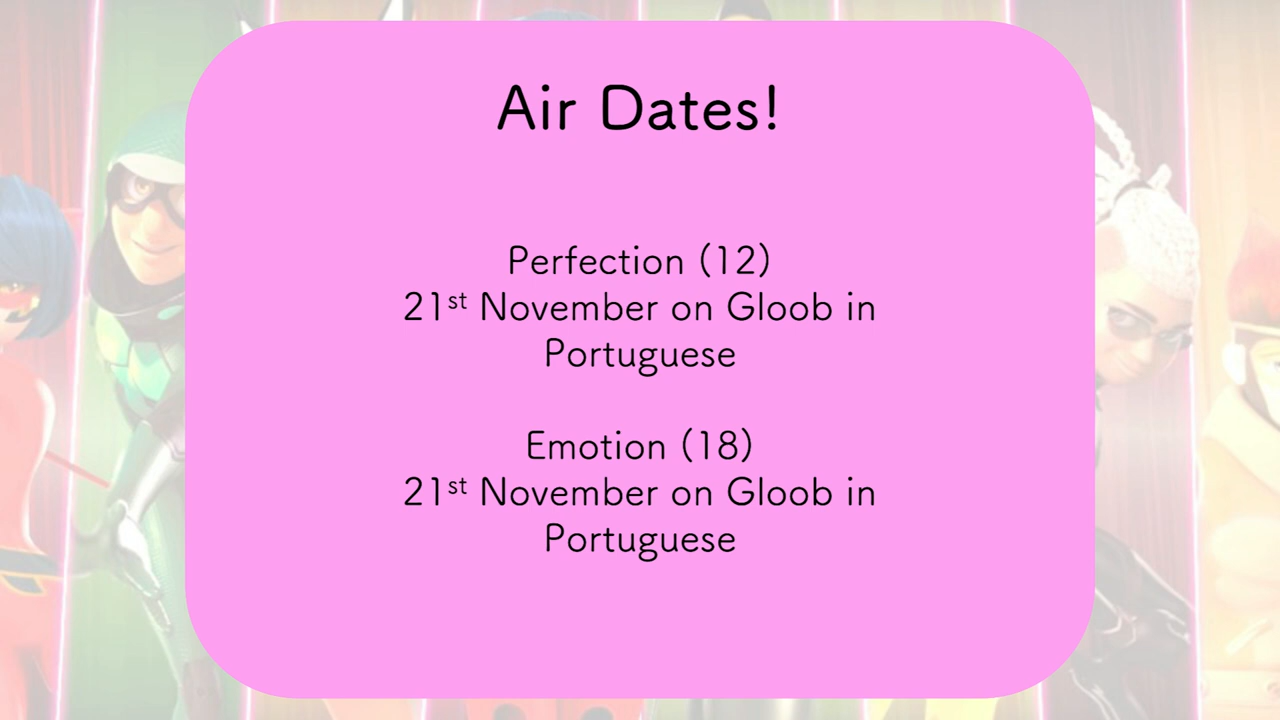 Air Dates!
Perfection (12)
21st November on Gloob in
Portuguese
Emotion (18)
21st November on Gloob in
Portuguese